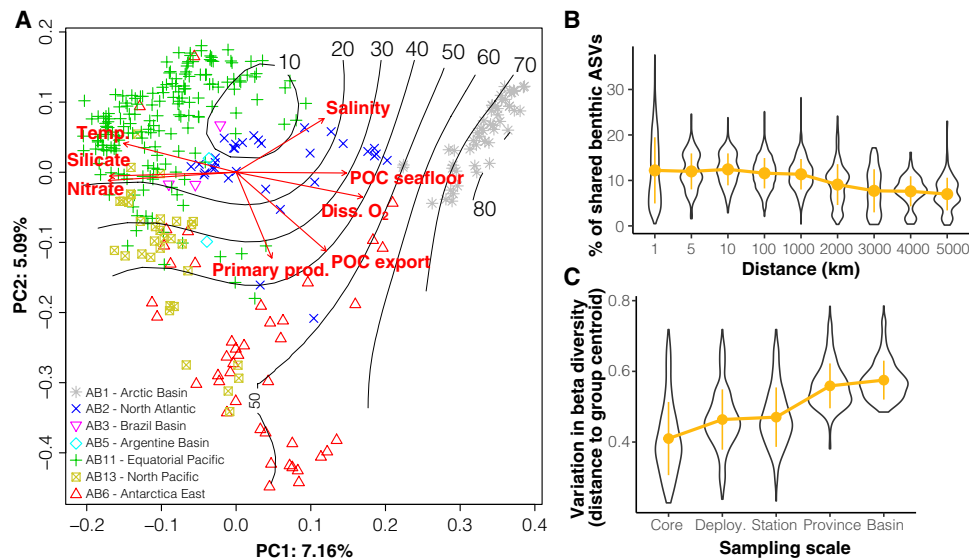 A
0.2
0.1
0.0
−0.1
−0.2
−0.3
−0.4
PC2: 5.09%
10
20
30
40
50
60
70
80
50
Salinity
Temp.
Silicate
Nitrate
POC seafloor
Diss. O₂
POC export
Primary prod.
AB1 - Arctic Basin
AB2 - North Atlantic
AB3 - Brazil Basin
AB5 - Argentine Basin
AB11 - Equatorial Pacific
AB13 - North Pacific
AB6 - Antarctica East
−0.2 −0.1 0.0 0.1 0.2 0.3 0.4
PC1: 7.16%
B
% of shared benthic ASVs
30
20
10
0
1 5 10 100 1000 2000 3000 4000 5000
Distance (km)
C
Variation in beta diversity
(distance to group centroid)
0.8
0.6
0.4
Core Deploy. Station Province Basin
Sampling scale